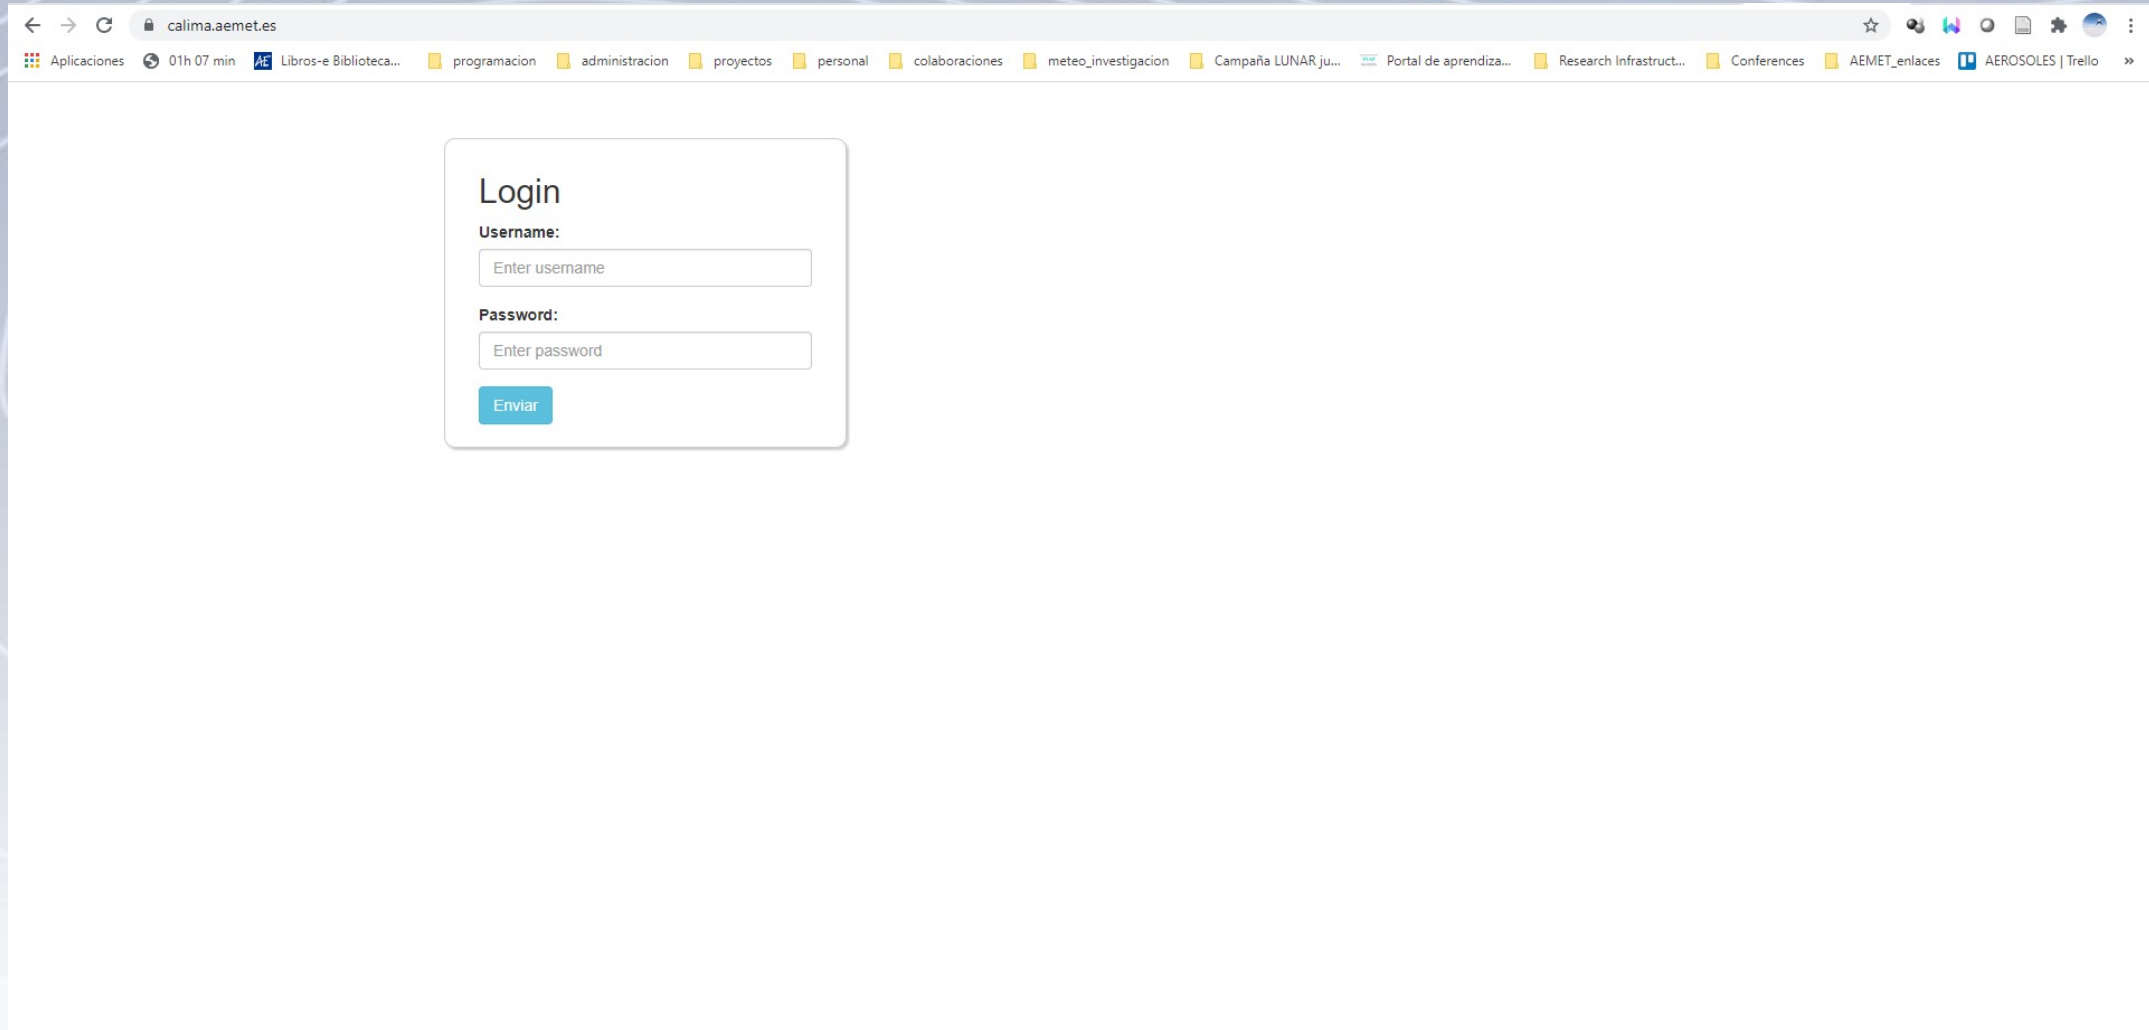 calima.aemet.es
Aplicaciones 01h 07 min AE Libros-e Biblioteca... programacion administracion proyectos personal colaboraciones meteo_investigacion Campaña LUNAR ju... Portal de aprendiza... Research Infrastruct... Conferences AEMET_enlaces AEROSOLES | Trello »
Login
Username:
Enter username
Password:
Enter password
Enviar